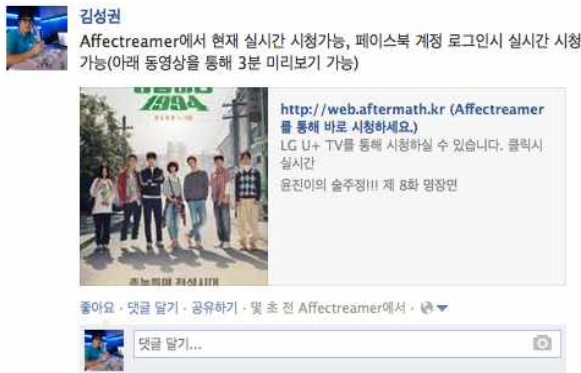 김성권
Affectreamer에서 현재 실시간 시청가능, 페이스북 계정 로그인시 실시간 시청
가능(아래 동영상을 통해 3분 미리보기 가능)
1994
http://web.aftermath.kr (Affectreamer
를 통해 바로 시청하세요.)
LG U+ TV를 통해 시청하실 수 있습니다. 클릭시
실시간
윤진이의 술주정!!! 제 8화 명장면
좋아요 · 댓글 달기 · 공유하기 · 몇 초 전 Affectreamer에서 ·
댓글 달기...